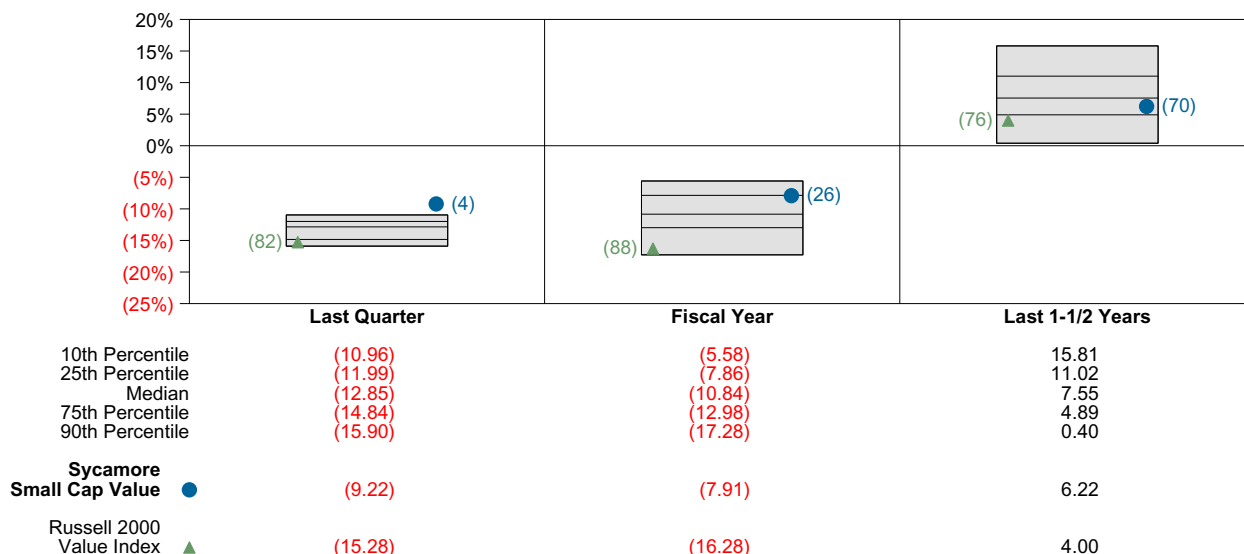 20%
15%
10%
5%
0%
(5%)
(10%)
(15%)
(20%)
(25%)
(82)
(4)
(88)
(26)
(76)
(70)
Last Quarter Fiscal Year Last 1-1/2 Years
10th Percentile (10.96) (5.58) 15.81
25th Percentile (11.99) (7.86) 11.02
Median (12.85) (10.84) 7.55
75th Percentile (14.84) (12.98) 4.89
90th Percentile (15.90) (17.28) 0.40
Sycamore
Small Cap Value (9.22) (7.91) 6.22
Russell 2000
Value Index (15.28) (16.28) 4.00